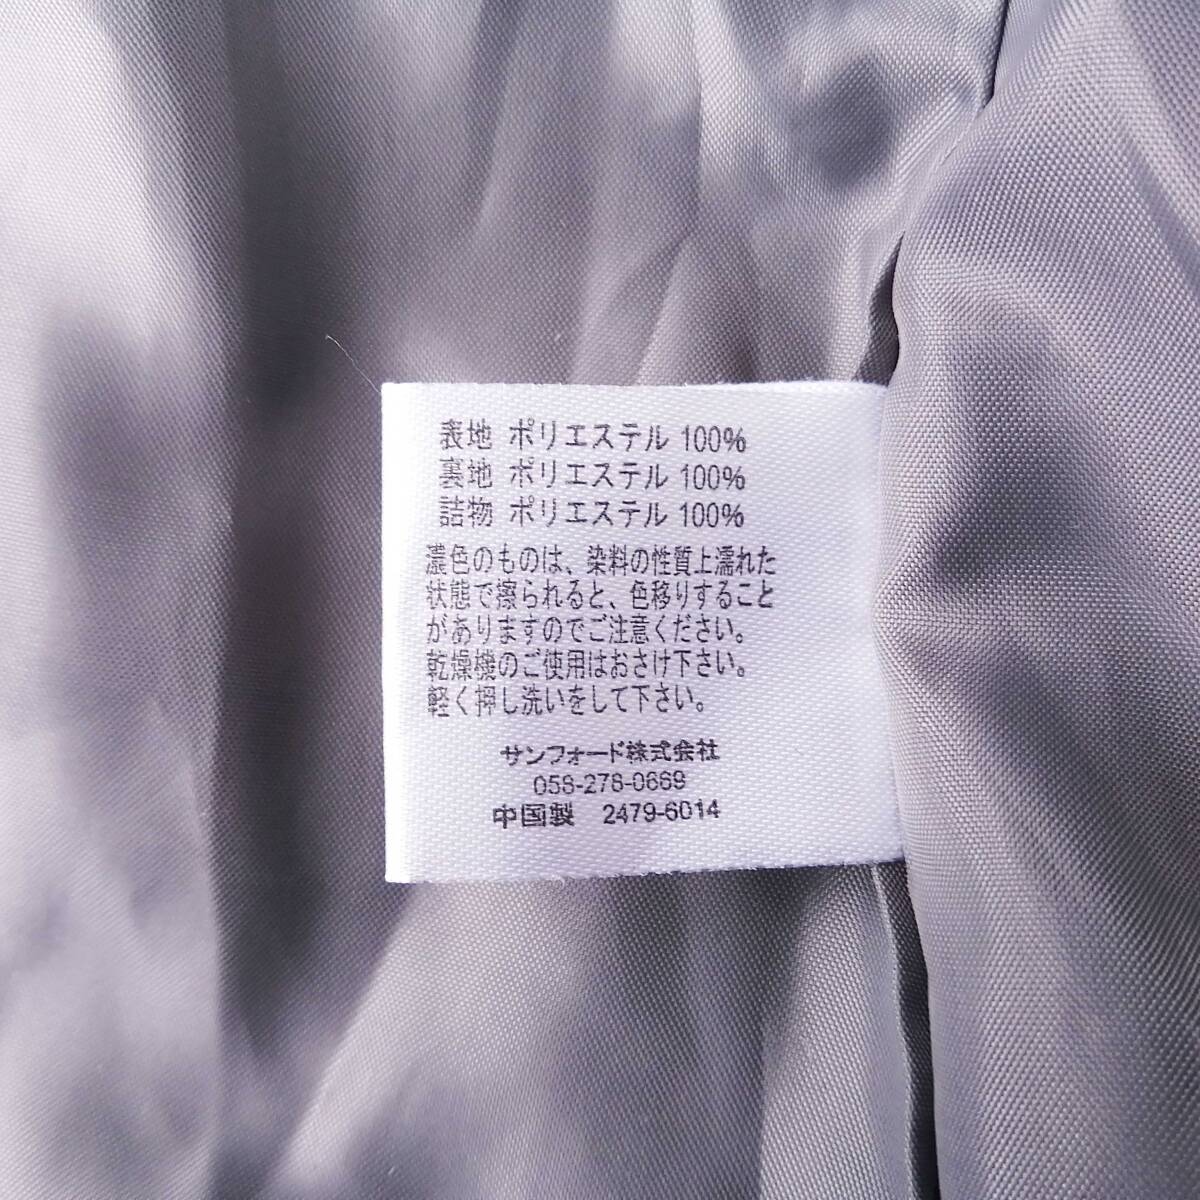 表地 ポリエステル 100%
裏地 ポリエステル 100%
詰物 ポリエステル 100%
濃色のものは、染料の性質上濡れた
状態で擦られると、色移りすること
がありますのでご注意ください。
乾燥機のご使用はおさけ下さい。
軽く押し洗いをして下さい。
サンフォード株式会社
058-278-0669
中国製 2479-6014